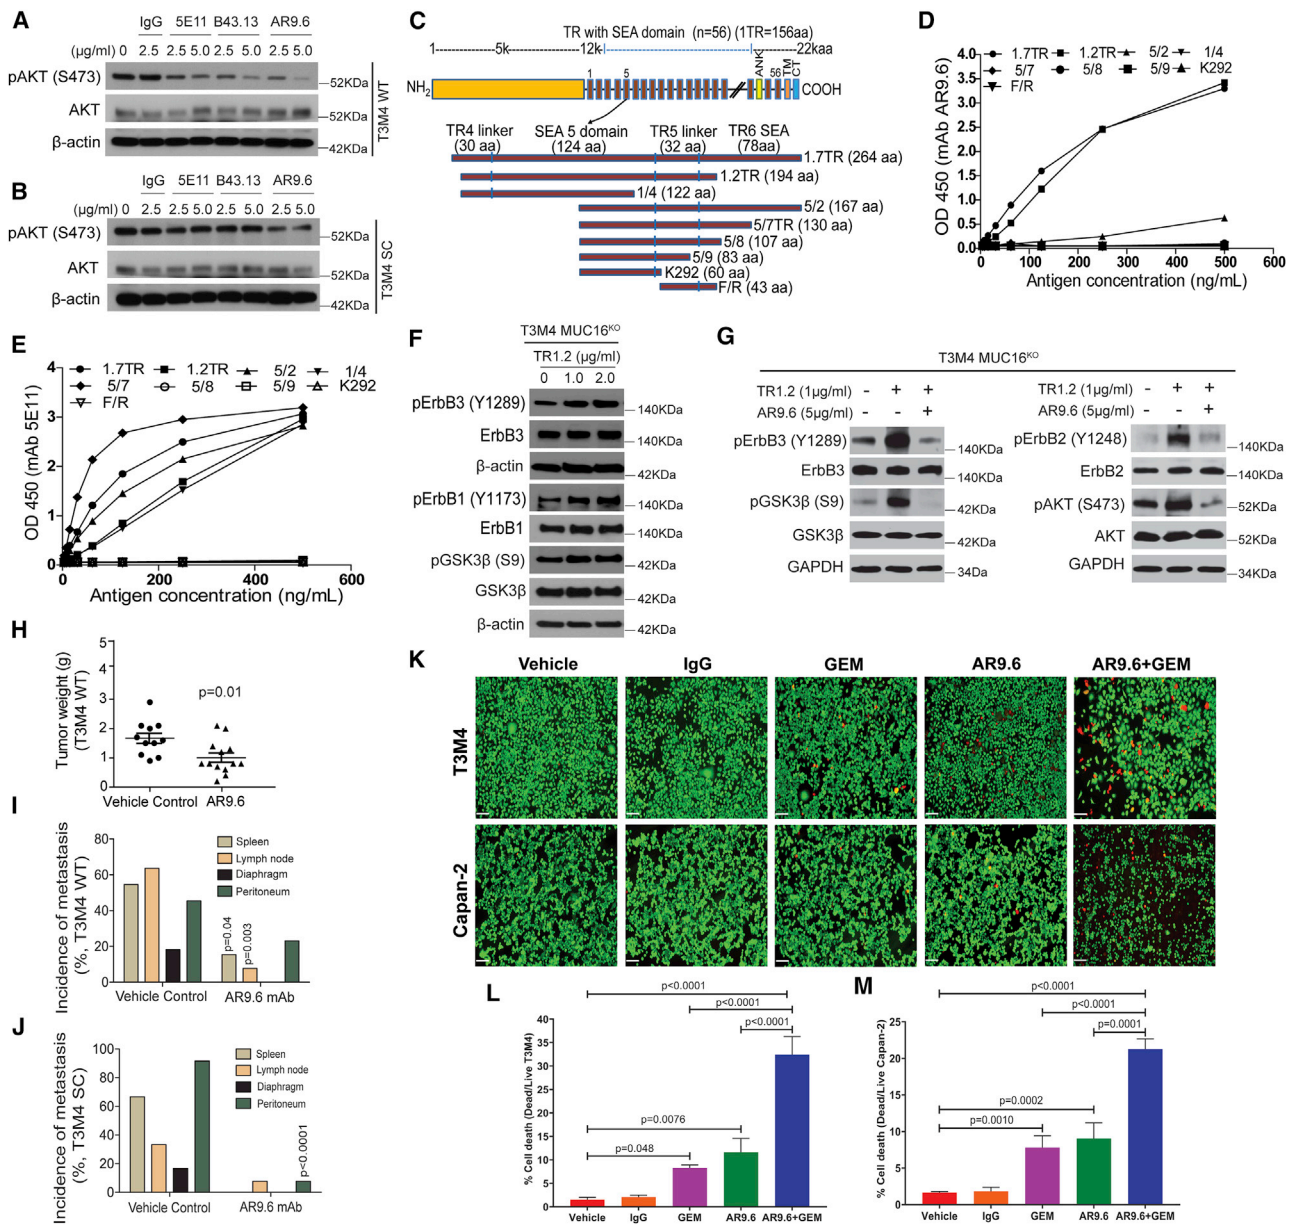 A
IgG 5E11 B43.13 AR9.6
(µg/ml) 0 2.5 2.5 5.0 2.5 5.0 2.5 5.0
pAKT (S473)
52KDa
AKT
52KDa
β-actin
42KDa
T3M4 WT
B
IgG 5E11 B43.13 AR9.6
(µg/ml) 0 2.5 2.5 5.0 2.5 5.0 2.5 5.0
pAKT (S473)
52KDa
AKT
52KDa
β-actin
42KDa
T3M4 SC
C
TR with SEA domain (n=56) (1TR=156aa)
1 5k 12k 22kaa
NH2 1 5 ANK 56 TM CT COOH
TR4 linker SEA 5 domain TR5 linker TR6 SEA
(30 aa) (124 aa) (32 aa) (78aa)
1.7TR (264 aa)
1.2TR (194 aa)
1/4 (122 aa)
5/2 (167 aa)
5/7TR (130 aa)
5/8 (107 aa)
5/9 (83 aa)
K292 (60 aa)
F/R (43 aa)
D
1.7TR 1.2TR 5/2 1/4
5/7 5/8 5/9 K292
F/R
OD 450 (mAb AR9.6)
4.0
3.5
3.0
2.5
2.0
1.5
1.0
0.5
0.0
0 100 200 300 400 500 600
Antigen concentration (ng/mL)
E
1.7TR 1.2TR 5/2 1/4
5/7 5/8 5/9 K292
F/R
OD 450 (mAb 5E11)
4
3
2
1
0
0 200 400 600
Antigen concentration (ng/mL)
F
T3M4 MUC16KO
TR1.2 (µg/ml)
0 1.0 2.0
pErbB3 (Y1289)
140KDa
ErbB3
140KDa
β-actin
42KDa
pErbB1 (Y1173)
140KDa
ErbB1
140KDa
pGSK3β (S9)
42KDa
GSK3β
42KDa
β-actin
42KDa
G
T3M4 MUC16KO
TR1.2 (1µg/ml) - + +
AR9.6 (5µg/ml) - - +
pErbB3 (Y1289)
140KDa
ErbB3
140KDa
pGSK3β (S9)
42KDa
GSK3β
42KDa
GAPDH
34Da
TR1.2 (1µg/ml) - + +
AR9.6 (5µg/ml) - - +
pErbB2 (Y1248)
140KDa
ErbB2
140KDa
pAKT (S473)
52KDa
AKT
52KDa
GAPDH
34KDa
H
Tumor weight (g)
(T3M4 WT)
5
4
3
2
1
0
p=0.01
Vehicle Control AR9.6
I
Incidence of metastasis
(%, T3M4 WT)
80
60
40
20
0
Spleen
Lymph node
Diaphragm
Peritoneum
p=0.04
p=0.003
Vehicle Control AR9.6 mAb
J
Incidence of metastasis
(%, T3M4 SC)
100
80
60
40
20
0
Spleen
Lymph node
Diaphragm
Peritoneum
p<0.0001
Vehicle Control AR9.6 mAb
K
Vehicle IgG GEM AR9.6 AR9.6+GEM
T3M4
Capan-2
L
% Cell death (Dead/Live T3M4)
40
35
30
25
20
15
10
5
0
p<0.0001
p<0.0001
p<0.0001
p=0.0076
p=0.048
Vehicle IgG GEM AR9.6 AR9.6+GEM
M
% Cell death (Dead/Live Capan-2)
25
20
15
10
5
0
p<0.0001
p<0.0001
p=0.0001
p=0.0002
p=0.0010
Vehicle IgG GEM AR9.6 AR9.6+GEM